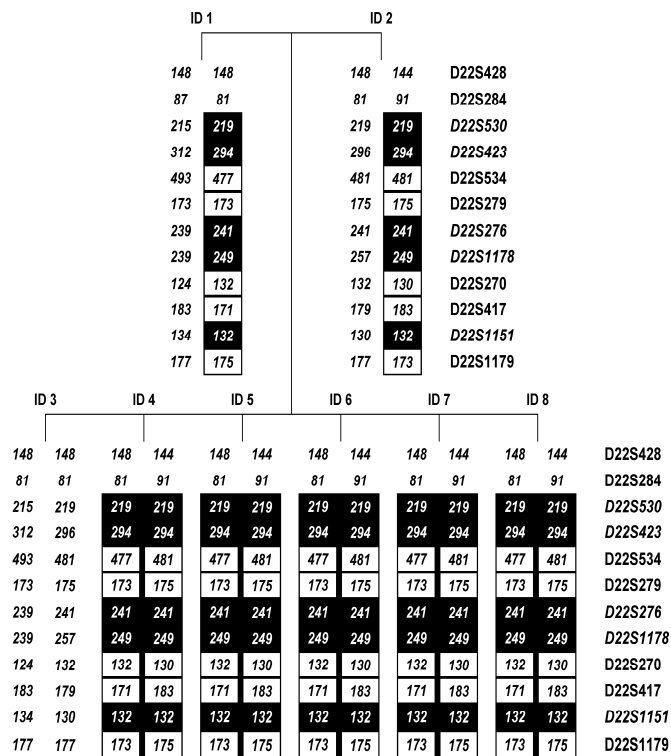 ID 1 ID 2
148 148 148 144 D22S428
87 81 81 91 D22S284
215 219 219 219 D22S530
312 294 296 294 D22S423
493 477 481 481 D22S534
173 173 175 175 D22S279
239 241 241 241 D22S276
239 249 257 249 D22S1178
124 132 132 130 D22S270
183 171 179 183 D22S417
134 132 130 132 D22S1151
177 175 177 173 D22S1179
ID 3 ID 4 ID 5 ID 6 ID 7 ID 8
148 148 148 144 148 144 148 144 148 144 148 144 D22S428
81 81 81 91 81 91 81 91 81 91 81 91 D22S284
215 219 219 219 219 219 219 219 219 219 219 219 D22S530
312 296 294 294 294 294 294 294 294 294 294 294 D22S423
493 481 477 481 477 481 477 481 477 481 477 481 D22S534
173 175 173 175 173 175 173 175 173 175 173 175 D22S279
239 241 241 241 241 241 241 241 241 241 241 241 D22S276
239 257 249 249 249 249 249 249 249 249 249 249 D22S1178
124 132 132 130 132 130 132 130 132 130 132 130 D22S270
183 179 171 183 171 183 171 183 171 183 171 183 D22S417
134 130 132 132 132 132 132 132 132 132 132 132 D22S1151
177 177 173 175 173 175 173 175 173 175 173 175 D22S1179